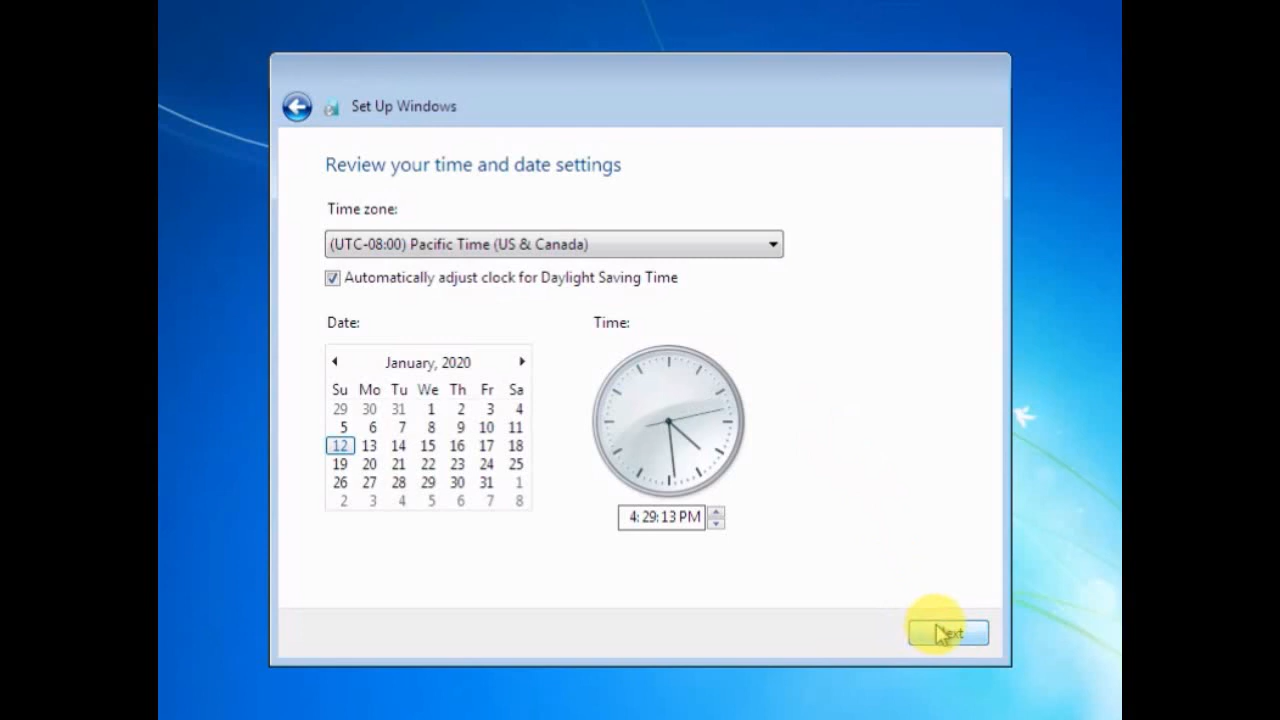 Set Up Windows
Review your time and date settings
Time zone:
(UTC-08:00) Pacific Time (US & Canada)
Automatically adjust clock for Daylight Saving Time
Date:
Time:
January, 2020
Su Mo Tu We Th Fr Sa
29 30 31 1 2 3 4
5 6 7 8 9 10 11
12 13 14 15 16 17 18
19 20 21 22 23 24 25
26 27 28 29 30 31 1
2 3 4 5 6 7 8
4:29:13 PM
Next